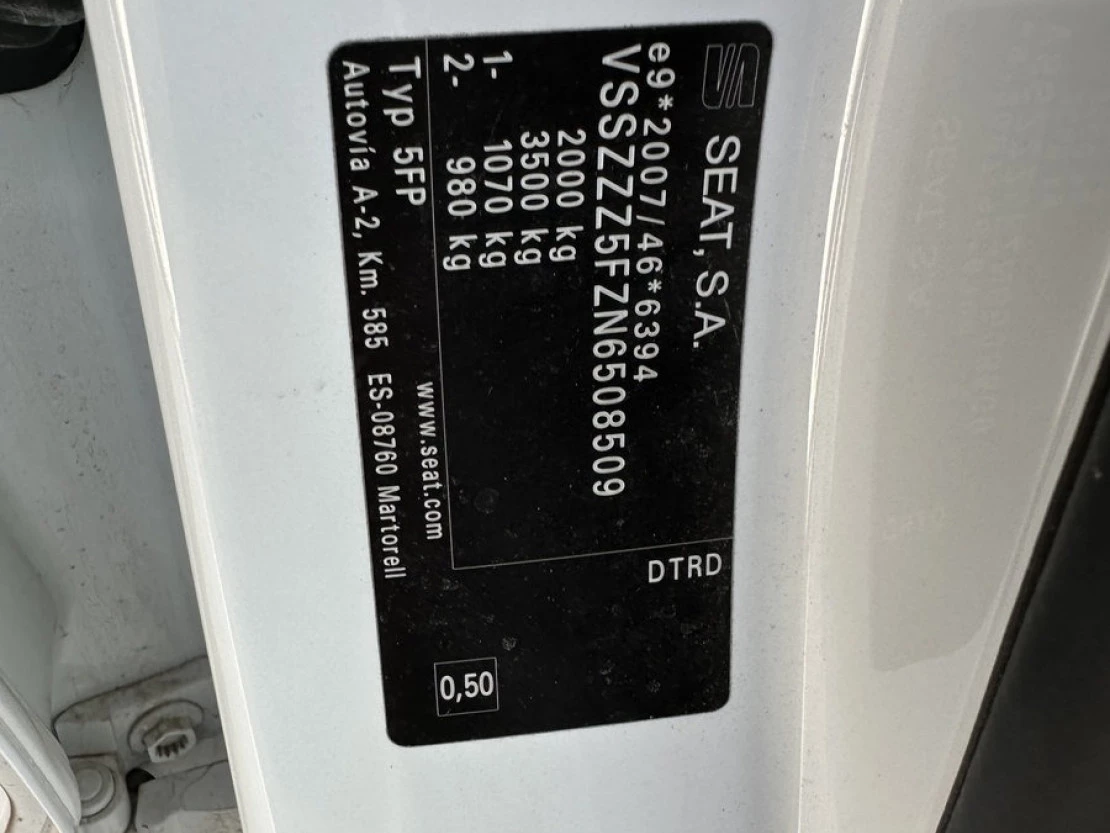 SEAT, S.A.
e9*2007/46*6394
VSSZZZ5FZN6508509
2000 kg
3500 kg
1- 1070 kg
2- 980 kg
DTRD
Typ 5FP www.seat.com
Autovía A-2, Km. 585 ES-08760 Martorell
0,50